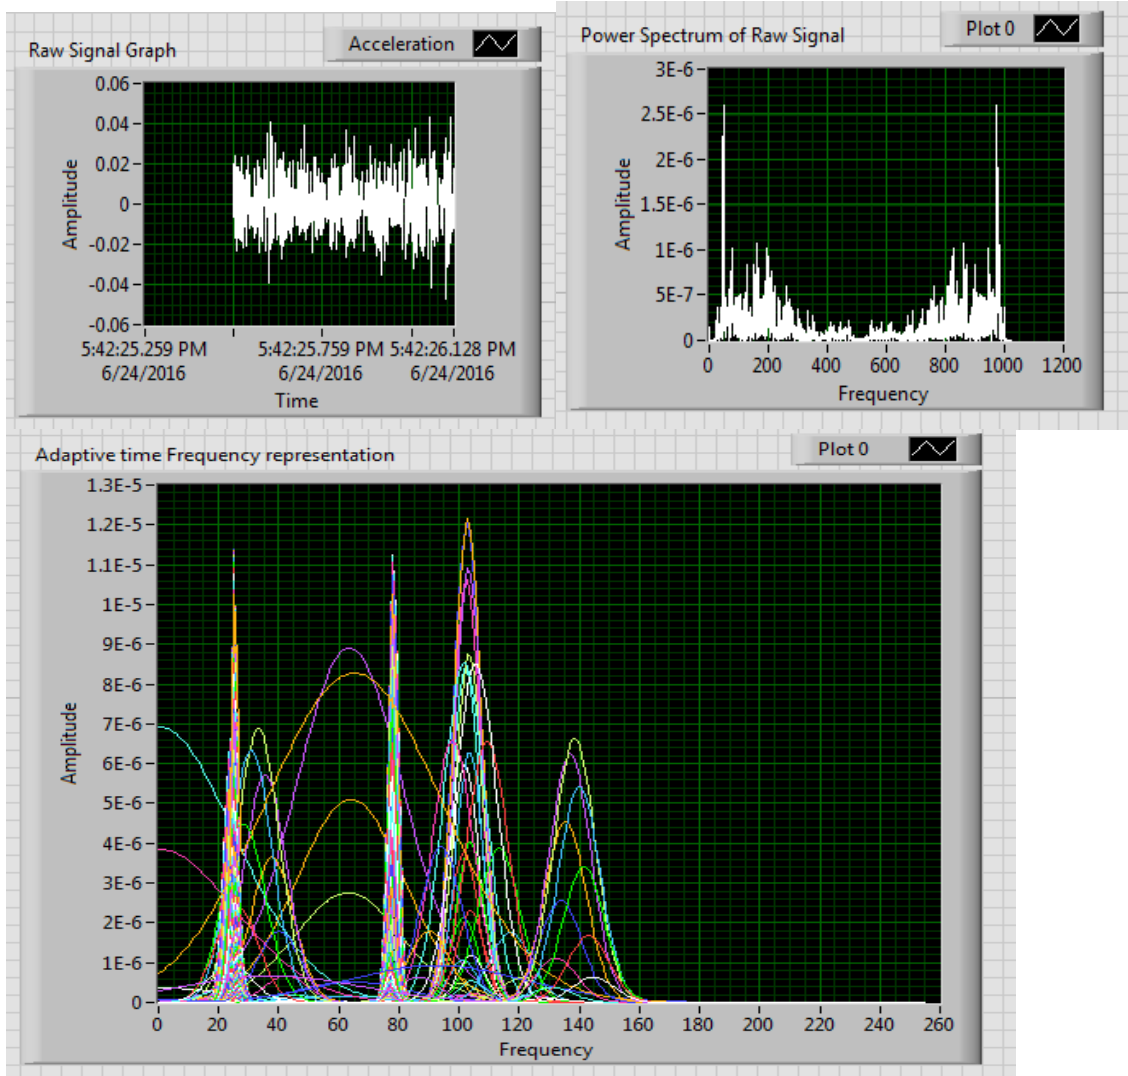 Raw Signal Graph
Acceleration
0.06
0.04
0.02
0
-0.02
-0.04
-0.06
Amplitude
5:42:25.259 PM 5:42:25.759 PM 5:42:26.128 PM
6/24/2016 6/24/2016 6/24/2016
Time
Power Spectrum of Raw Signal
Plot 0
3E-6
2.5E-6
2E-6
1.5E-6
1E-6
5E-7
0
Amplitude
0 200 400 600 800 1000 1200
Frequency
Adaptive time Frequency representation
Plot 0
1.3E-5
1.2E-5
1.1E-5
1E-5
9E-6
8E-6
7E-6
6E-6
5E-6
4E-6
3E-6
2E-6
1E-6
0
Amplitude
0 20 40 60 80 100 120 140 160 180 200 220 240 260
Frequency